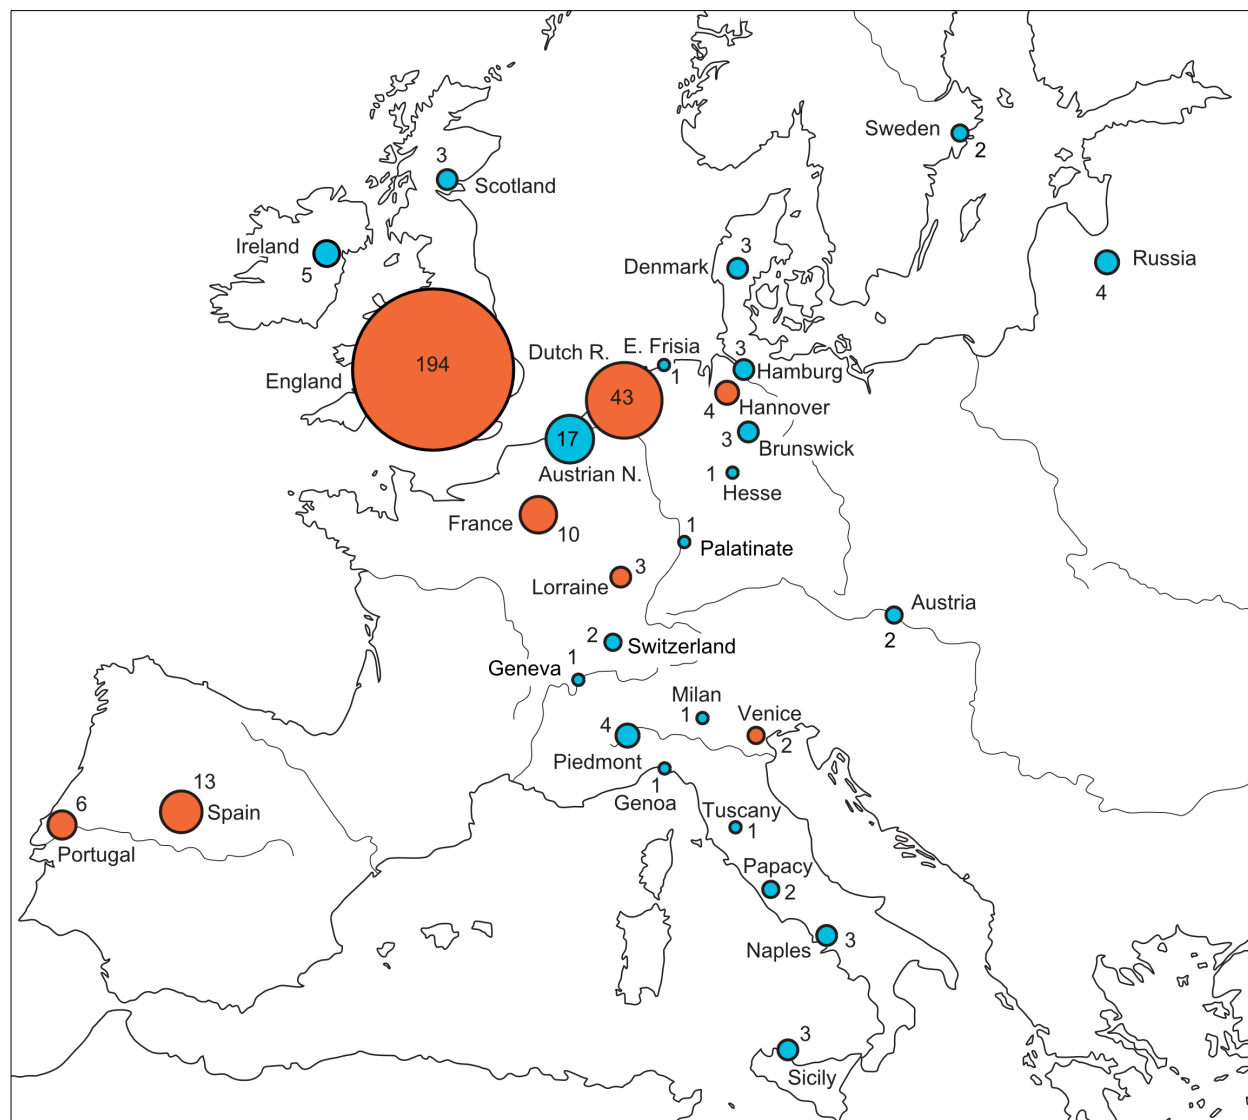 Sweden
2
3
Scotland
Ireland
5
3
Denmark
Russia
4
194
England
Dutch R.
E. Frisia
1
3
Hamburg
43
4
Hannover
17
3
Brunswick
Austrian N.
1
Hesse
France
10
1
Palatinate
Lorraine
3
Austria
2
2
Switzerland
Geneva
1
Milan
1
Venice
2
4
Piedmont
1
Genoa
13
Spain
6
Portugal
Tuscany
1
Papacy
2
Naples
3
3
Sicily